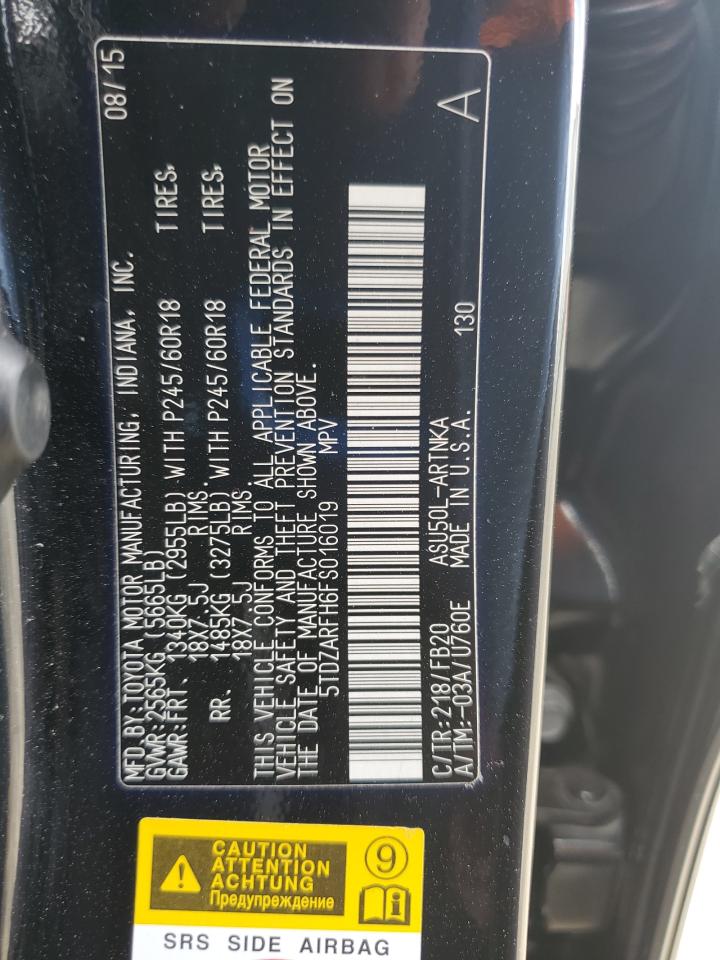 MFD.BY:TOYOTA MOTOR MANUFACTURING, INDIANA, INC. 08/15
GVWR:2565KG (5665LB)
GAWR:FRT. 1340KG (2955LB) WITH P245/60R18 TIRES,
18X7.5J RIMS.
RR. 1485KG (3275LB) WITH P245/60R18 TIRES,
18X7.5J RIMS.
THIS VEHICLE CONFORMS TO ALL APPLICABLE FEDERAL MOTOR
VEHICLE SAFETY AND THEFT PREVENTION STANDARDS IN EFFECT ON
THE DATE OF MANUFACTURE SHOWN ABOVE.
5TDZARFH6FS016019 MPV
C/TR:218/FB20 ASU50L-ARTNKA A
A/TM:-03A/U760E MADE IN U.S.A. 130
CAUTION
ATTENTION
ACHTUNG
Предупреждение
9
i
SRS SIDE AIRBAG